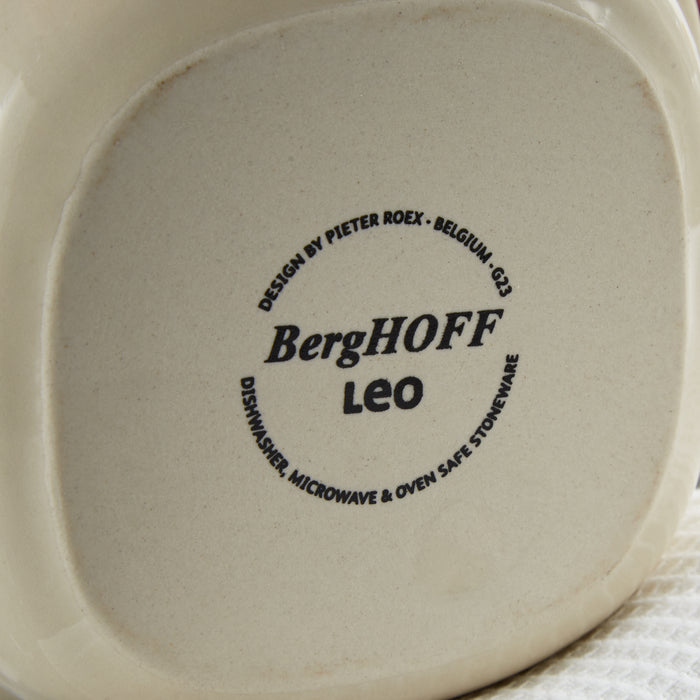 DESIGN BY PIETER ROEX · BELGIUM · G23
BergHOFF
Leo
DISHWASHER, MICROWAVE & OVEN SAFE STONEWARE